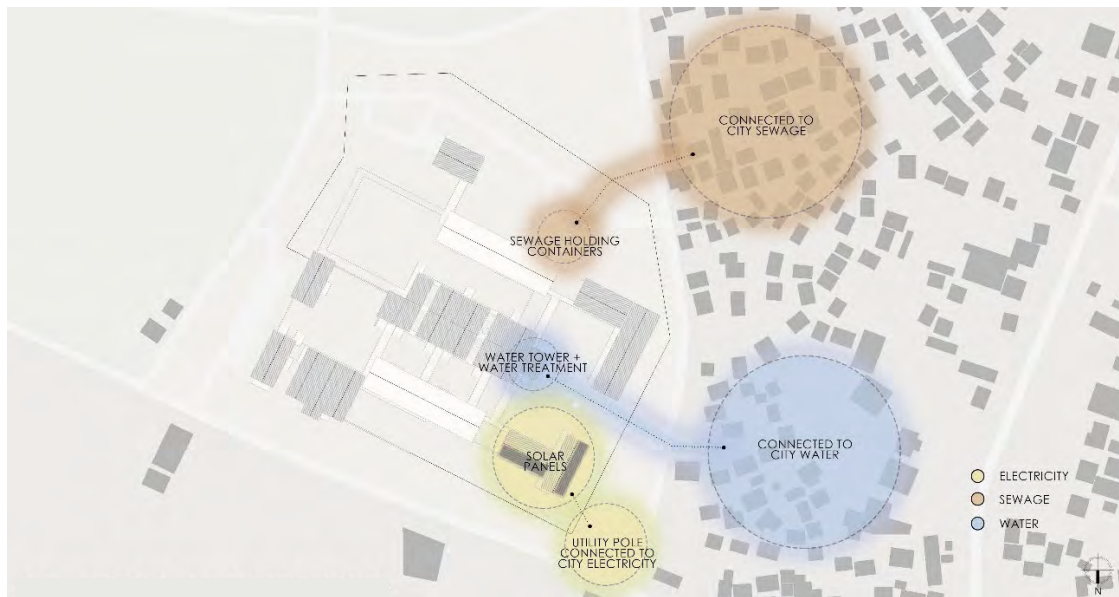 CONNECTED TO
CITY SEWAGE
SEWAGE HOLDING
CONTAINERS
WATER TOWER +
WATER TREATMENT
CONNECTED TO
CITY WATER
SOLAR
PANELS
UTILITY POLE
CONNECTED TO
CITY ELECTRICITY
ELECTRICITY
SEWAGE
WATER
N